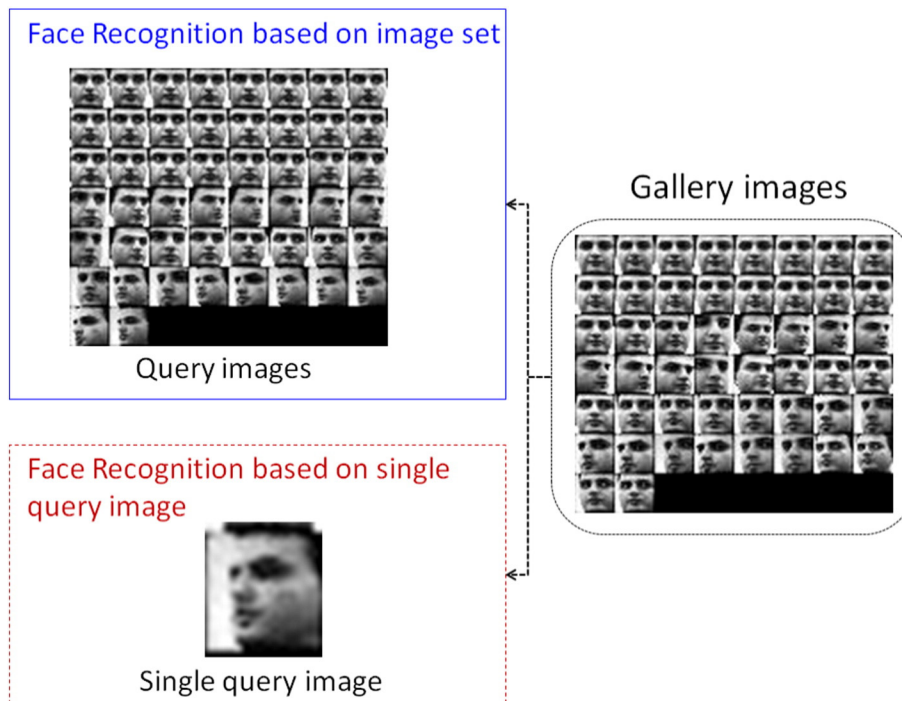 Face Recognition based on image set
Query images
Gallery images
Face Recognition based on single
query image
Single query image